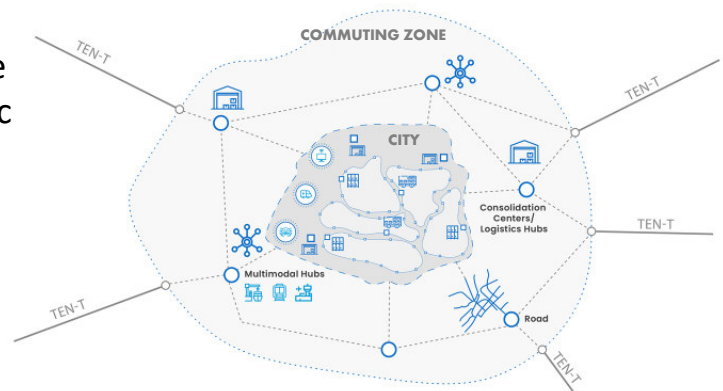 COMMUTING ZONE
TEN-T
e
c
TEN-T
CITY
Consolidation
Centers/
Logistics Hubs
TEN-T
Multimodal Hubs
TEN-T
Road
TEN-T